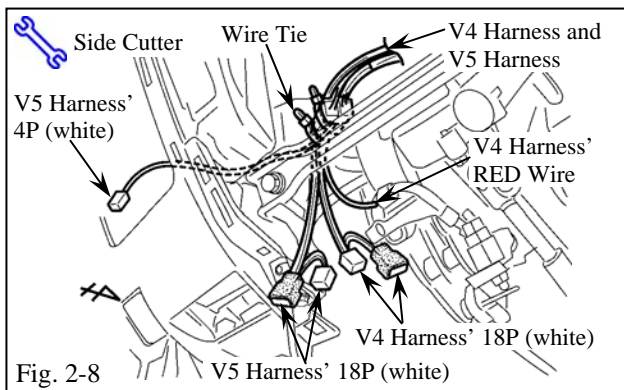 Side Cutter
Wire Tie
V4 Harness and
V5 Harness
V5 Harness’
4P (white)
V4 Harness’
RED Wire
V4 Harness’ 18P (white)
V5 Harness’ 18P (white)
Fig. 2-8